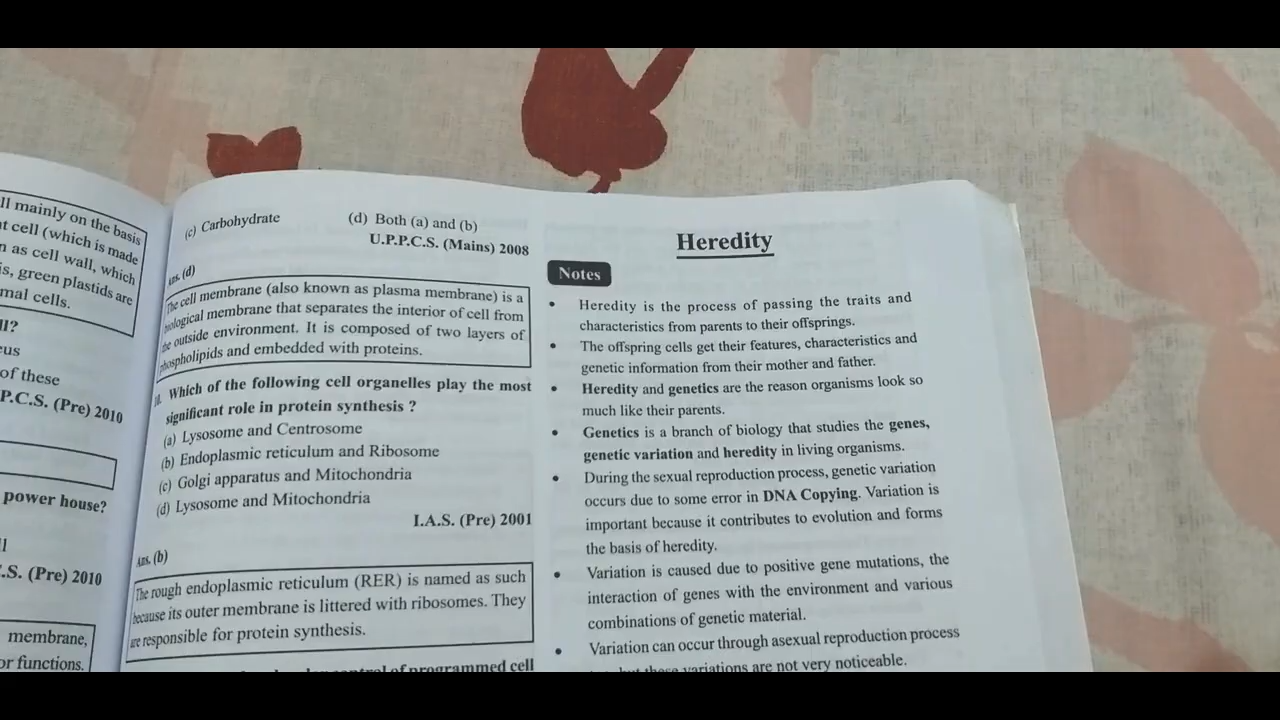 ll mainly on the basis
t cell (which is made
n as cell wall, which
is, green plastids are
mal cells.
ll?
eus
of these
P.C.S. (Pre) 2010
power house?
l
.S. (Pre) 2010
membrane,
or functions.
(c) Carbohydrate (d) Both (a) and (b)
U.P.P.C.S. (Mains) 2008
Ans. (d)
The cell membrane (also known as plasma membrane) is a
biological membrane that separates the interior of cell from
the outside environment. It is composed of two layers of
phospholipids and embedded with proteins.
Which of the following cell organelles play the most
significant role in protein synthesis ?
(a) Lysosome and Centrosome
(b) Endoplasmic reticulum and Ribosome
(c) Golgi apparatus and Mitochondria
(d) Lysosome and Mitochondria
I.A.S. (Pre) 2001
Ans. (b)
The rough endoplasmic reticulum (RER) is named as such
because its outer membrane is littered with ribosomes. They
are responsible for protein synthesis.
control of programmed cell
Heredity
Notes
• Heredity is the process of passing the traits and
characteristics from parents to their offsprings.
• The offspring cells get their features, characteristics and
genetic information from their mother and father.
• Heredity and genetics are the reason organisms look so
much like their parents.
• Genetics is a branch of biology that studies the genes,
genetic variation and heredity in living organisms.
• During the sexual reproduction process, genetic variation
occurs due to some error in DNA Copying. Variation is
important because it contributes to evolution and forms
the basis of heredity.
• Variation is caused due to positive gene mutations, the
interaction of genes with the environment and various
combinations of genetic material.
• Variation can occur through asexual reproduction process
but these variations are not very noticeable.